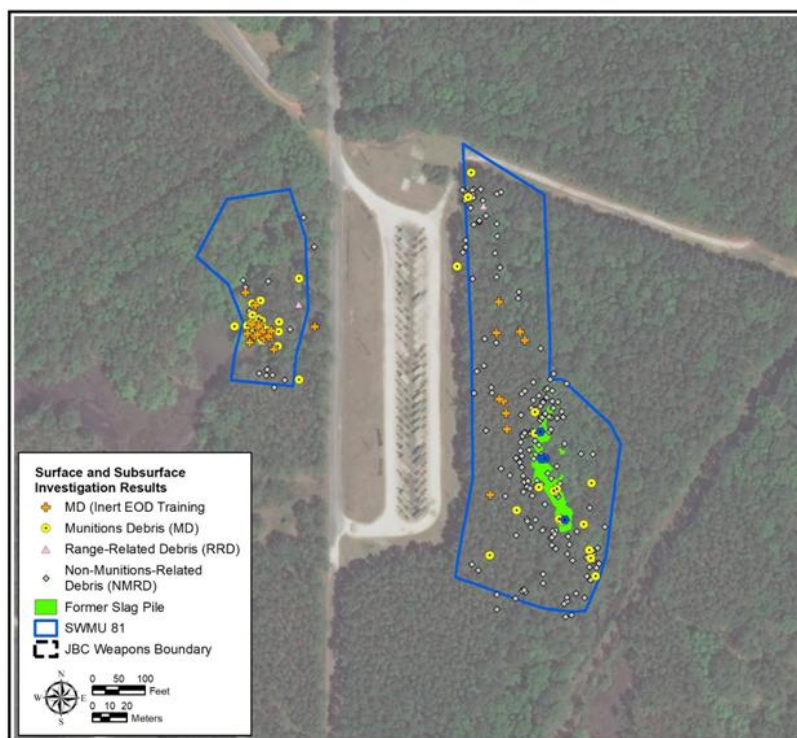 Surface and Subsurface
Investigation Results
MD (Inert EOD Training
Munitions Debris (MD)
Range-Related Debris (RRD)
Non-Munitions-Related
Debris (NMRD)
Former Slag Pile
SWMU 81
JBC Weapons Boundary
N
W E
S
0 50 100
Feet
0 10 20
Meters